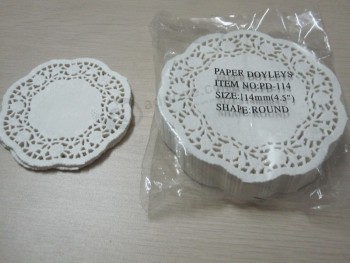 PAPER DOYLEYS
ITEM NO:PD-114
SIZE:114mm(4.5")
SHAPE:ROUND